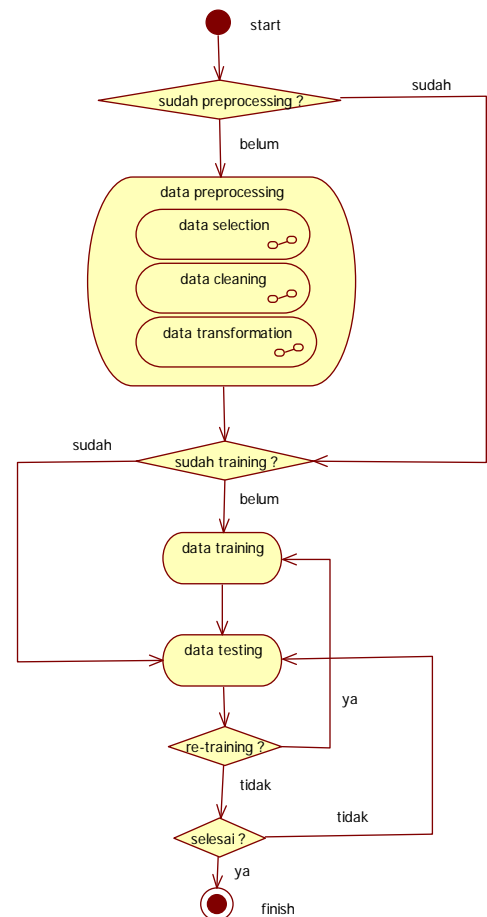 start
sudah preprocessing ?
sudah
belum
data preprocessing
data selection
data cleaning
data transformation
sudah
sudah training ?
belum
data training
data testing
ya
re-training ?
tidak
tidak
selesai ?
ya
finish